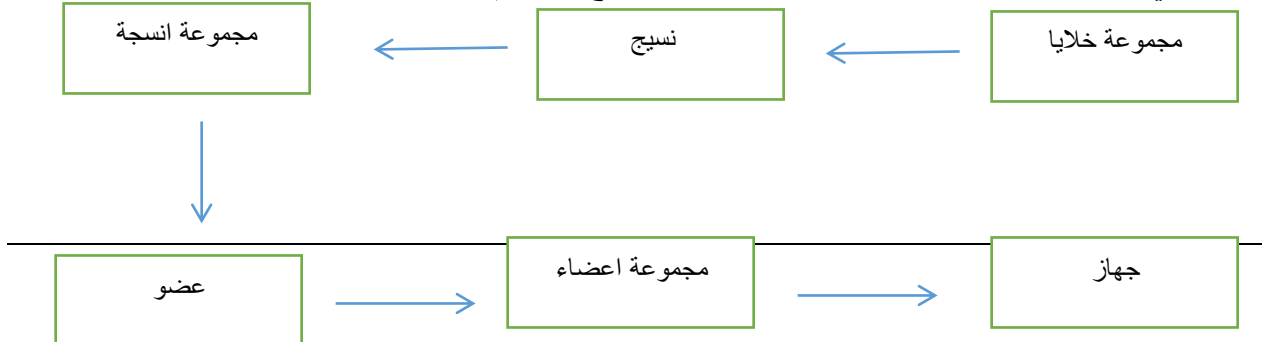 مجموعة خلايا
نسيج
مجموعة انسجة
عضو
مجموعة اعضاء
جهاز